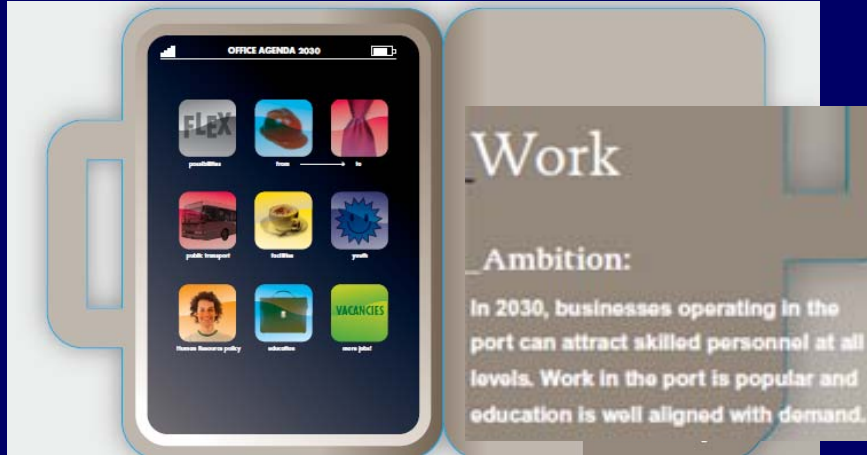 OFFICE AGENDA 2030
FLEX
possibilities
from
to
public transport
facilities
youth
VACANCIES
Human Resource policy
education
more jobs!
_Work
_Ambition:
In 2030, businesses operating in the
port can attract skilled personnel at all
levels. Work in the port is popular and
education is well aligned with demand.